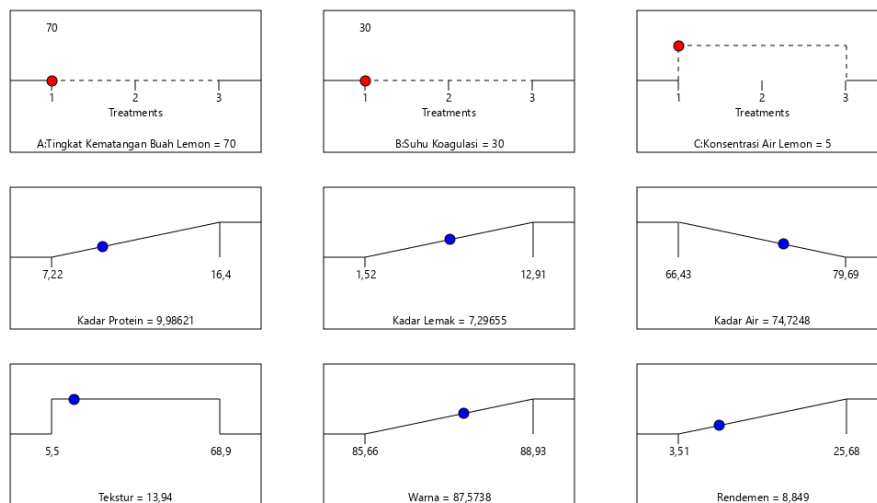 70
1 2 3
Treatments
A:Tingkat Kematangan Buah Lemon = 70
30
1 2 3
Treatments
B:Suhu Koagulasi = 30
1 2 3
Treatments
C:Konsentrasi Air Lemon = 5
7,22 16,4
Kadar Protein = 9,98621
1,52 12,91
Kadar Lemak = 7,29655
66,43 79,69
Kadar Air = 74,7248
5,5 68,9
Tekstur = 13,94
85,66 88,93
Warna = 87,5738
3,51 25,68
Rendemen = 8,849